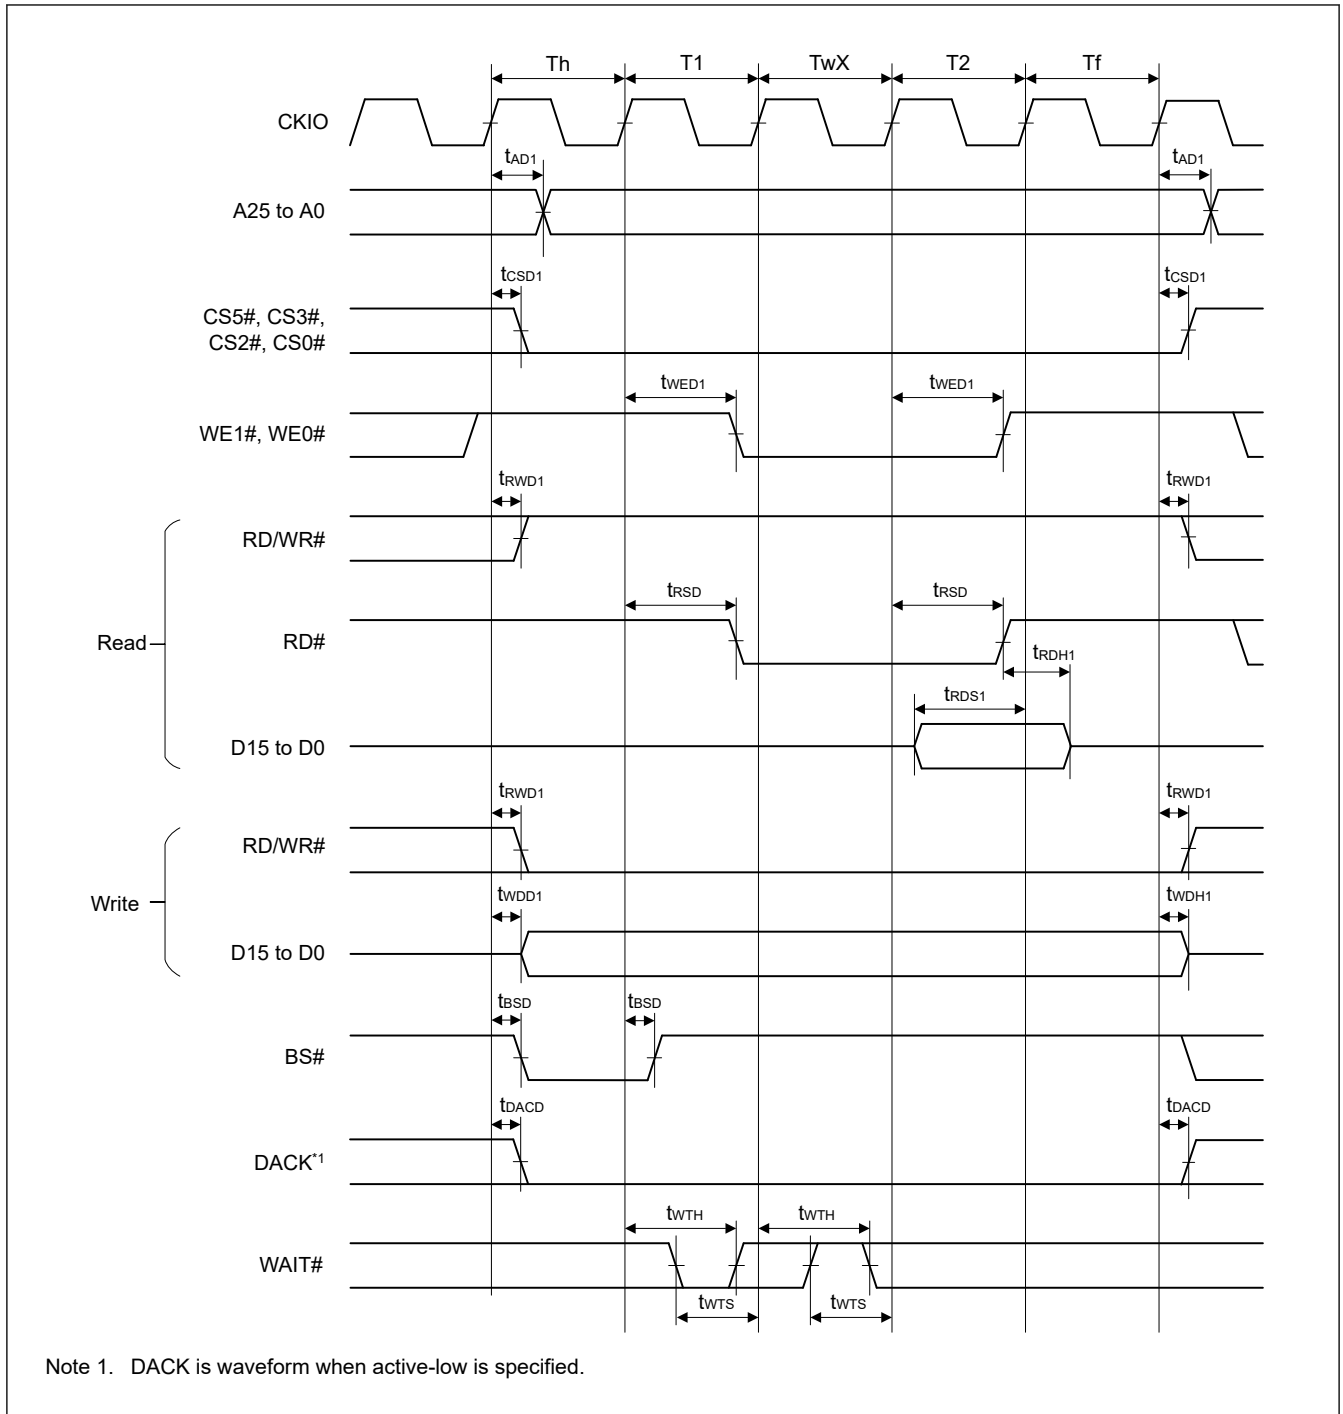 Th T1 TwX T2 Tf
CKIO
tAD1 tAD1
A25 to A0
tCSD1 tCSD1
CS5#, CS3#,
CS2#, CS0#
tWED1 tWED1
WE1#, WE0#
tRWD1 tRWD1
RD/WR#
tRSD tRSD
Read
RD#
tRDH1
tRDS1
D15 to D0
tRWD1 tRWD1
RD/WR#
tWDD1 tWDH1
Write
D15 to D0
tBSD tBSD
BS#
tDACD tDACD
DACK*1
tWTH tWTH
WAIT#
tWTS tWTS
Note 1. DACK is waveform when active-low is specified.